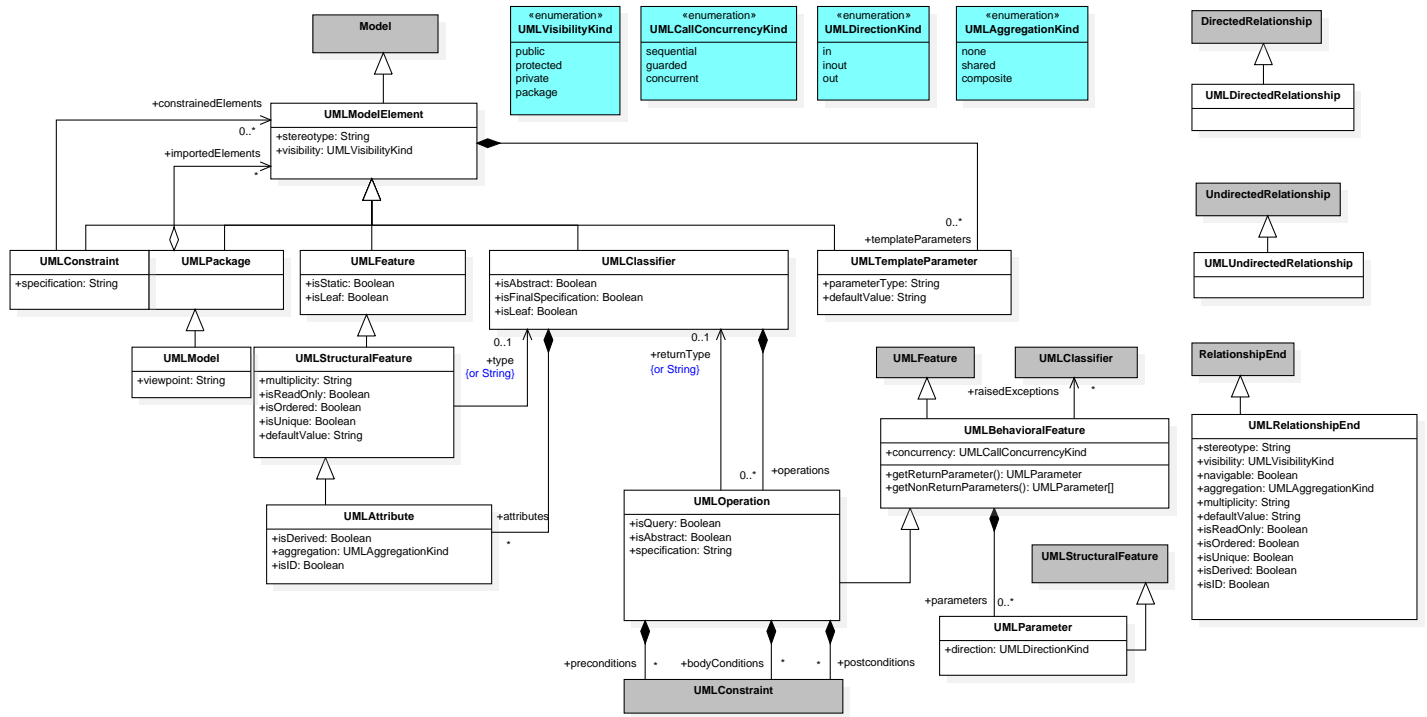 Model
«enumeration»
UMLVisibilityKind
public
protected
private
package
«enumeration»
UMLCallConcurrencyKind
sequential
guarded
concurrent
«enumeration»
UMLDirectionKind
in
inout
out
«enumeration»
UMLAggregationKind
none
shared
composite
DirectedRelationship
UMLDirectedRelationship
+constrainedElements
0..*
+importedElements
*
UMLModelElement
+stereotype: String
+visibility: UMLVisibilityKind
UndirectedRelationship
UMLUndirectedRelationship
0..*
+templateParameters
UMLConstraint
+specification: String
UMLPackage
UMLFeature
+isStatic: Boolean
+isLeaf: Boolean
UMLClassifier
+isAbstract: Boolean
+isFinalSpecification: Boolean
+isLeaf: Boolean
UMLTemplateParameter
+parameterType: String
+defaultValue: String
UMLModel
+viewpoint: String
UMLStructuralFeature
+multiplicity: String
+isReadOnly: Boolean
+isOrdered: Boolean
+isUnique: Boolean
+defaultValue: String
0..1
+type
{or String}
0..1
+returnType
{or String}
UMLFeature
UMLClassifier
+raisedExceptions
*
RelationshipEnd
UMLBehavioralFeature
+concurrency: UMLCallConcurrencyKind
+getReturnParameter(): UMLParameter
+getNonReturnParameters(): UMLParameter[]
UMLRelationshipEnd
+stereotype: String
+visibility: UMLVisibilityKind
+navigable: Boolean
+aggregation: UMLAggregationKind
+multiplicity: String
+defaultValue: String
+isReadOnly: Boolean
+isOrdered: Boolean
+isUnique: Boolean
+isDerived: Boolean
+isID: Boolean
+operations
0..*
UMLAttribute
+isDerived: Boolean
+aggregation: UMLAggregationKind
+isID: Boolean
+attributes
*
UMLOperation
+isQuery: Boolean
+isAbstract: Boolean
+specification: String
UMLStructuralFeature
+parameters
0..*
UMLParameter
+direction: UMLDirectionKind
+preconditions
*
+bodyConditions
*
*
+postconditions
UMLConstraint